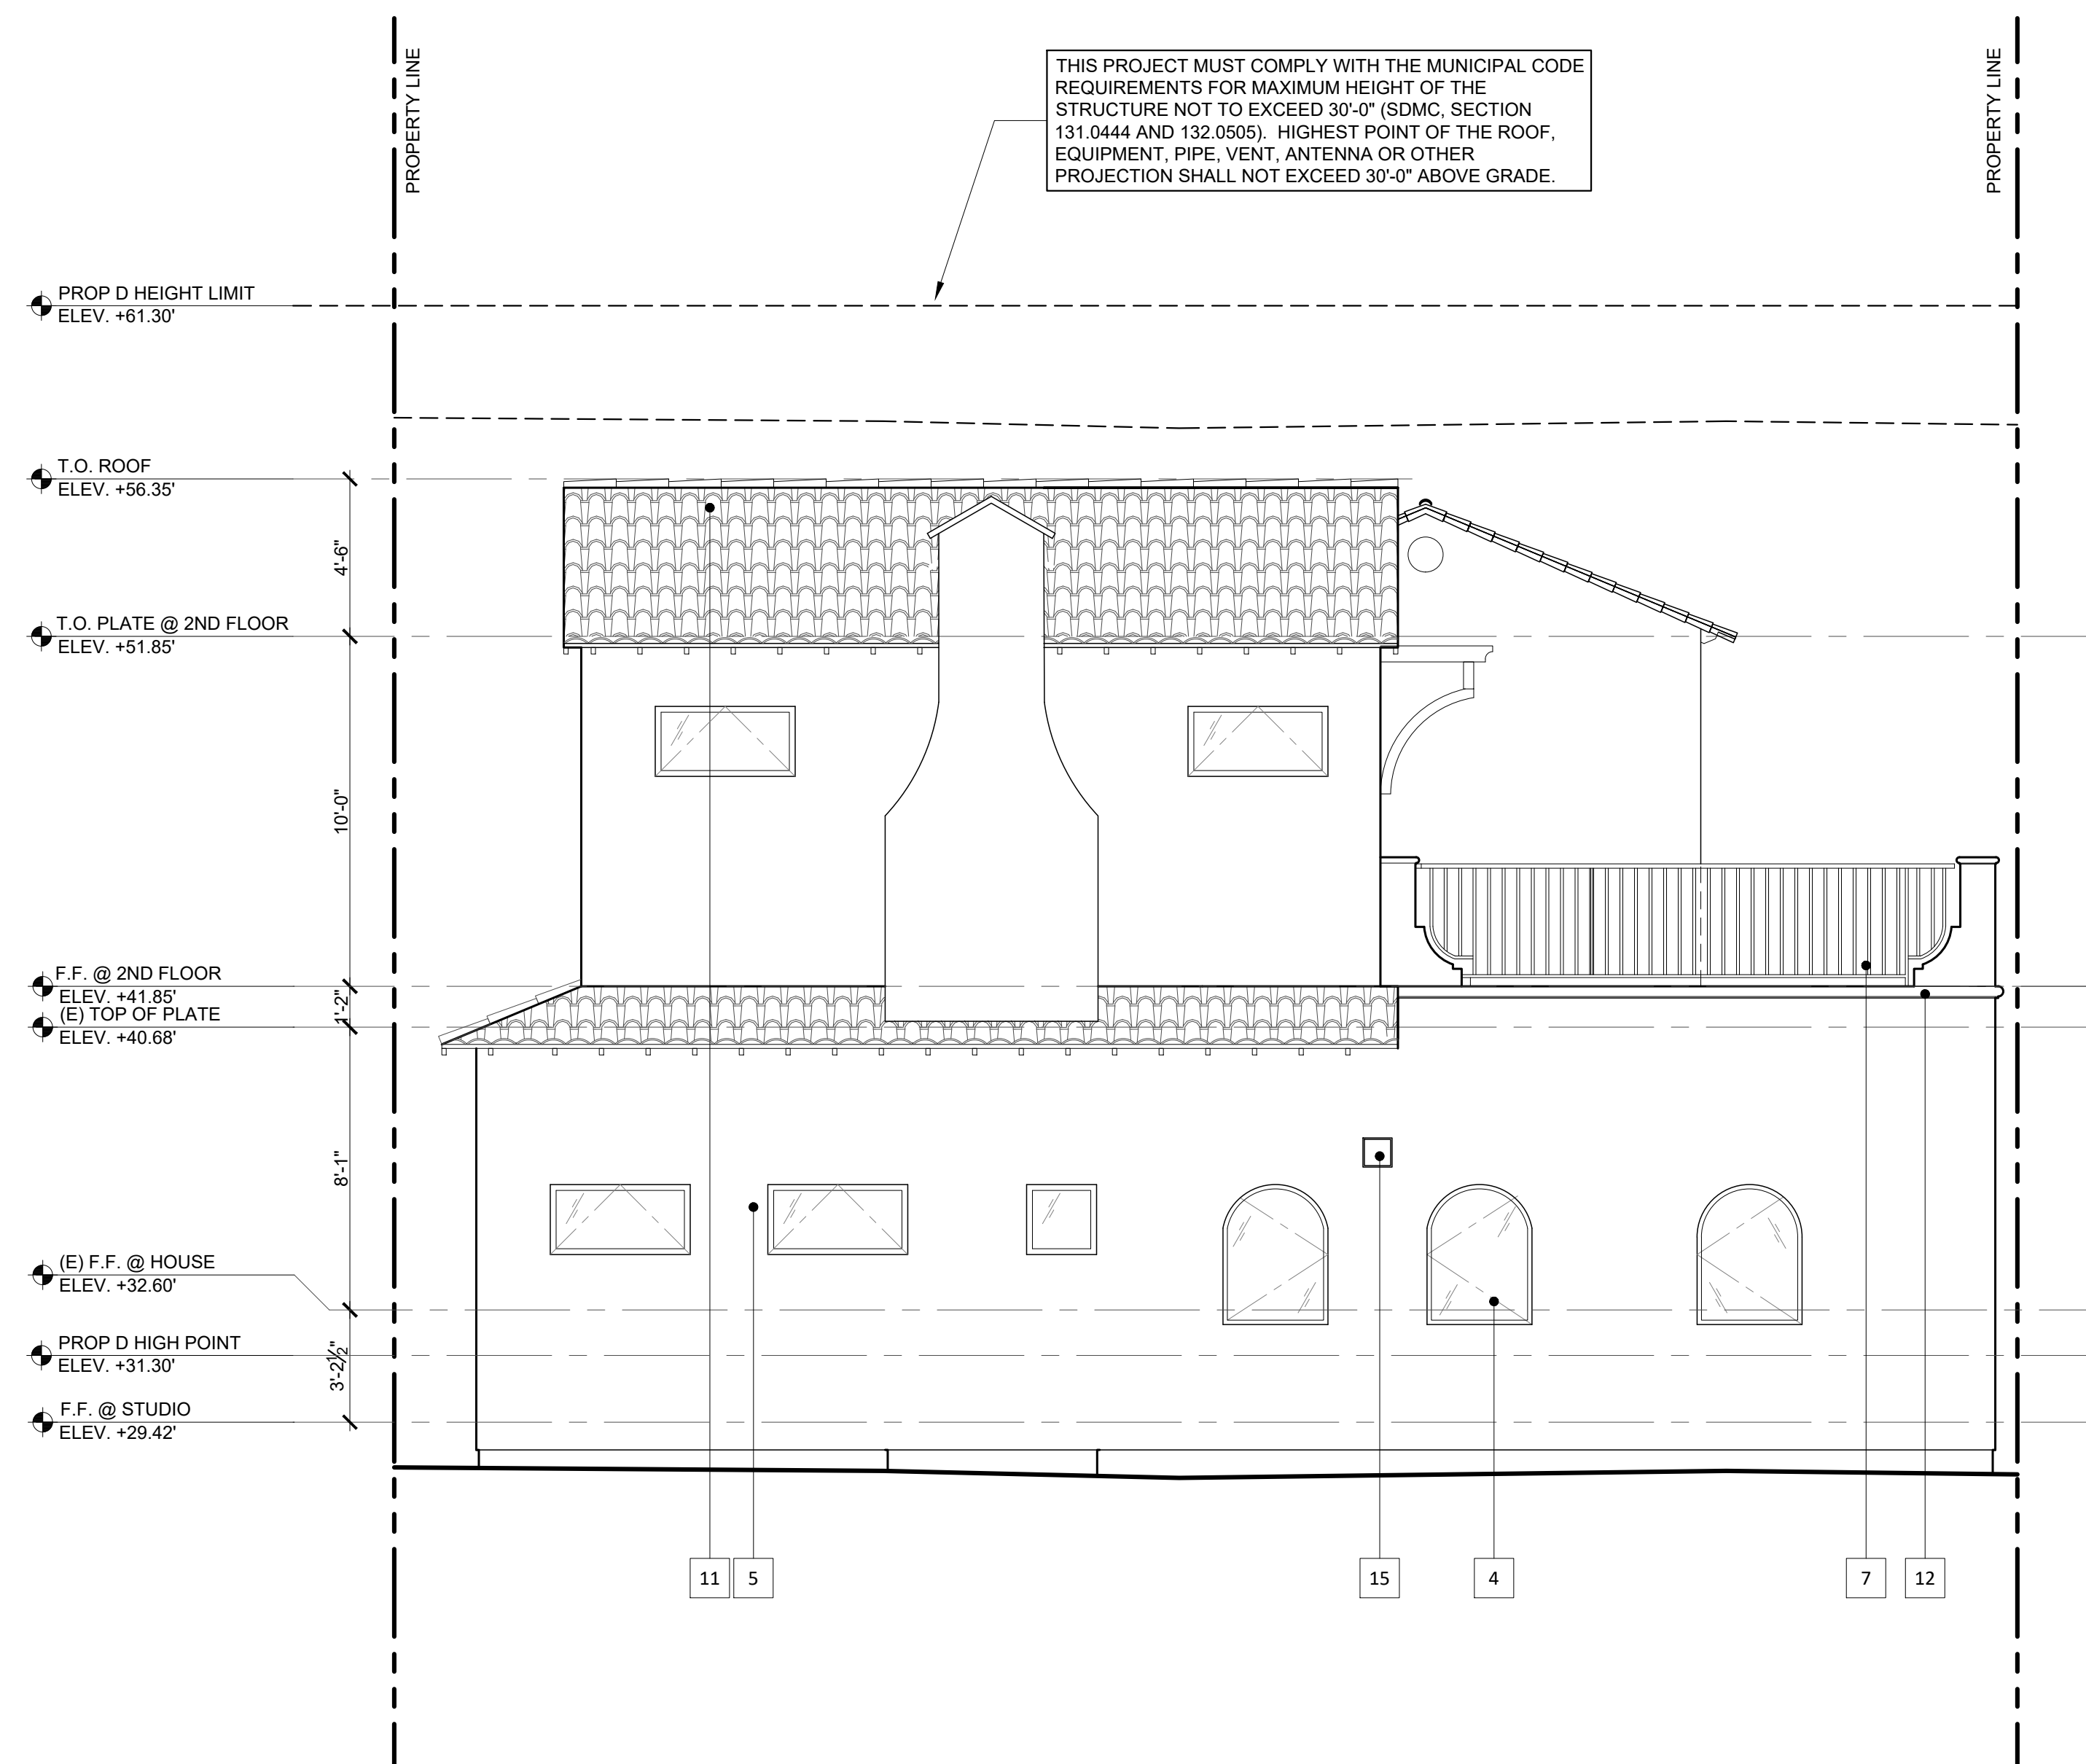 PROPERTY LINE
PROPERTY LINE
THIS PROJECT MUST COMPLY WITH THE MUNICIPAL CODE
REQUIREMENTS FOR MAXIMUM HEIGHT OF THE
STRUCTURE NOT TO EXCEED 30'-0" (SDMC, SECTION
131.0444 AND 132.0505).  HIGHEST POINT OF THE ROOF,
EQUIPMENT, PIPE, VENT, ANTENNA OR OTHER
PROJECTION SHALL NOT EXCEED 30'-0" ABOVE GRADE.
PROP D HEIGHT LIMIT
ELEV. +61.30'
T.O. ROOF
ELEV. +56.35'
4'-6"
T.O. PLATE @ 2ND FLOOR
ELEV. +51.85'
10'-0"
F.F. @ 2ND FLOOR
ELEV. +41.85'
1'-2"
(E) TOP OF PLATE
ELEV. +40.68'
8'-1"
(E) F.F. @ HOUSE
ELEV. +32.60'
PROP D HIGH POINT
ELEV. +31.30'
3'-2½"
F.F. @ STUDIO
ELEV. +29.42'
11
5
15
4
7
12